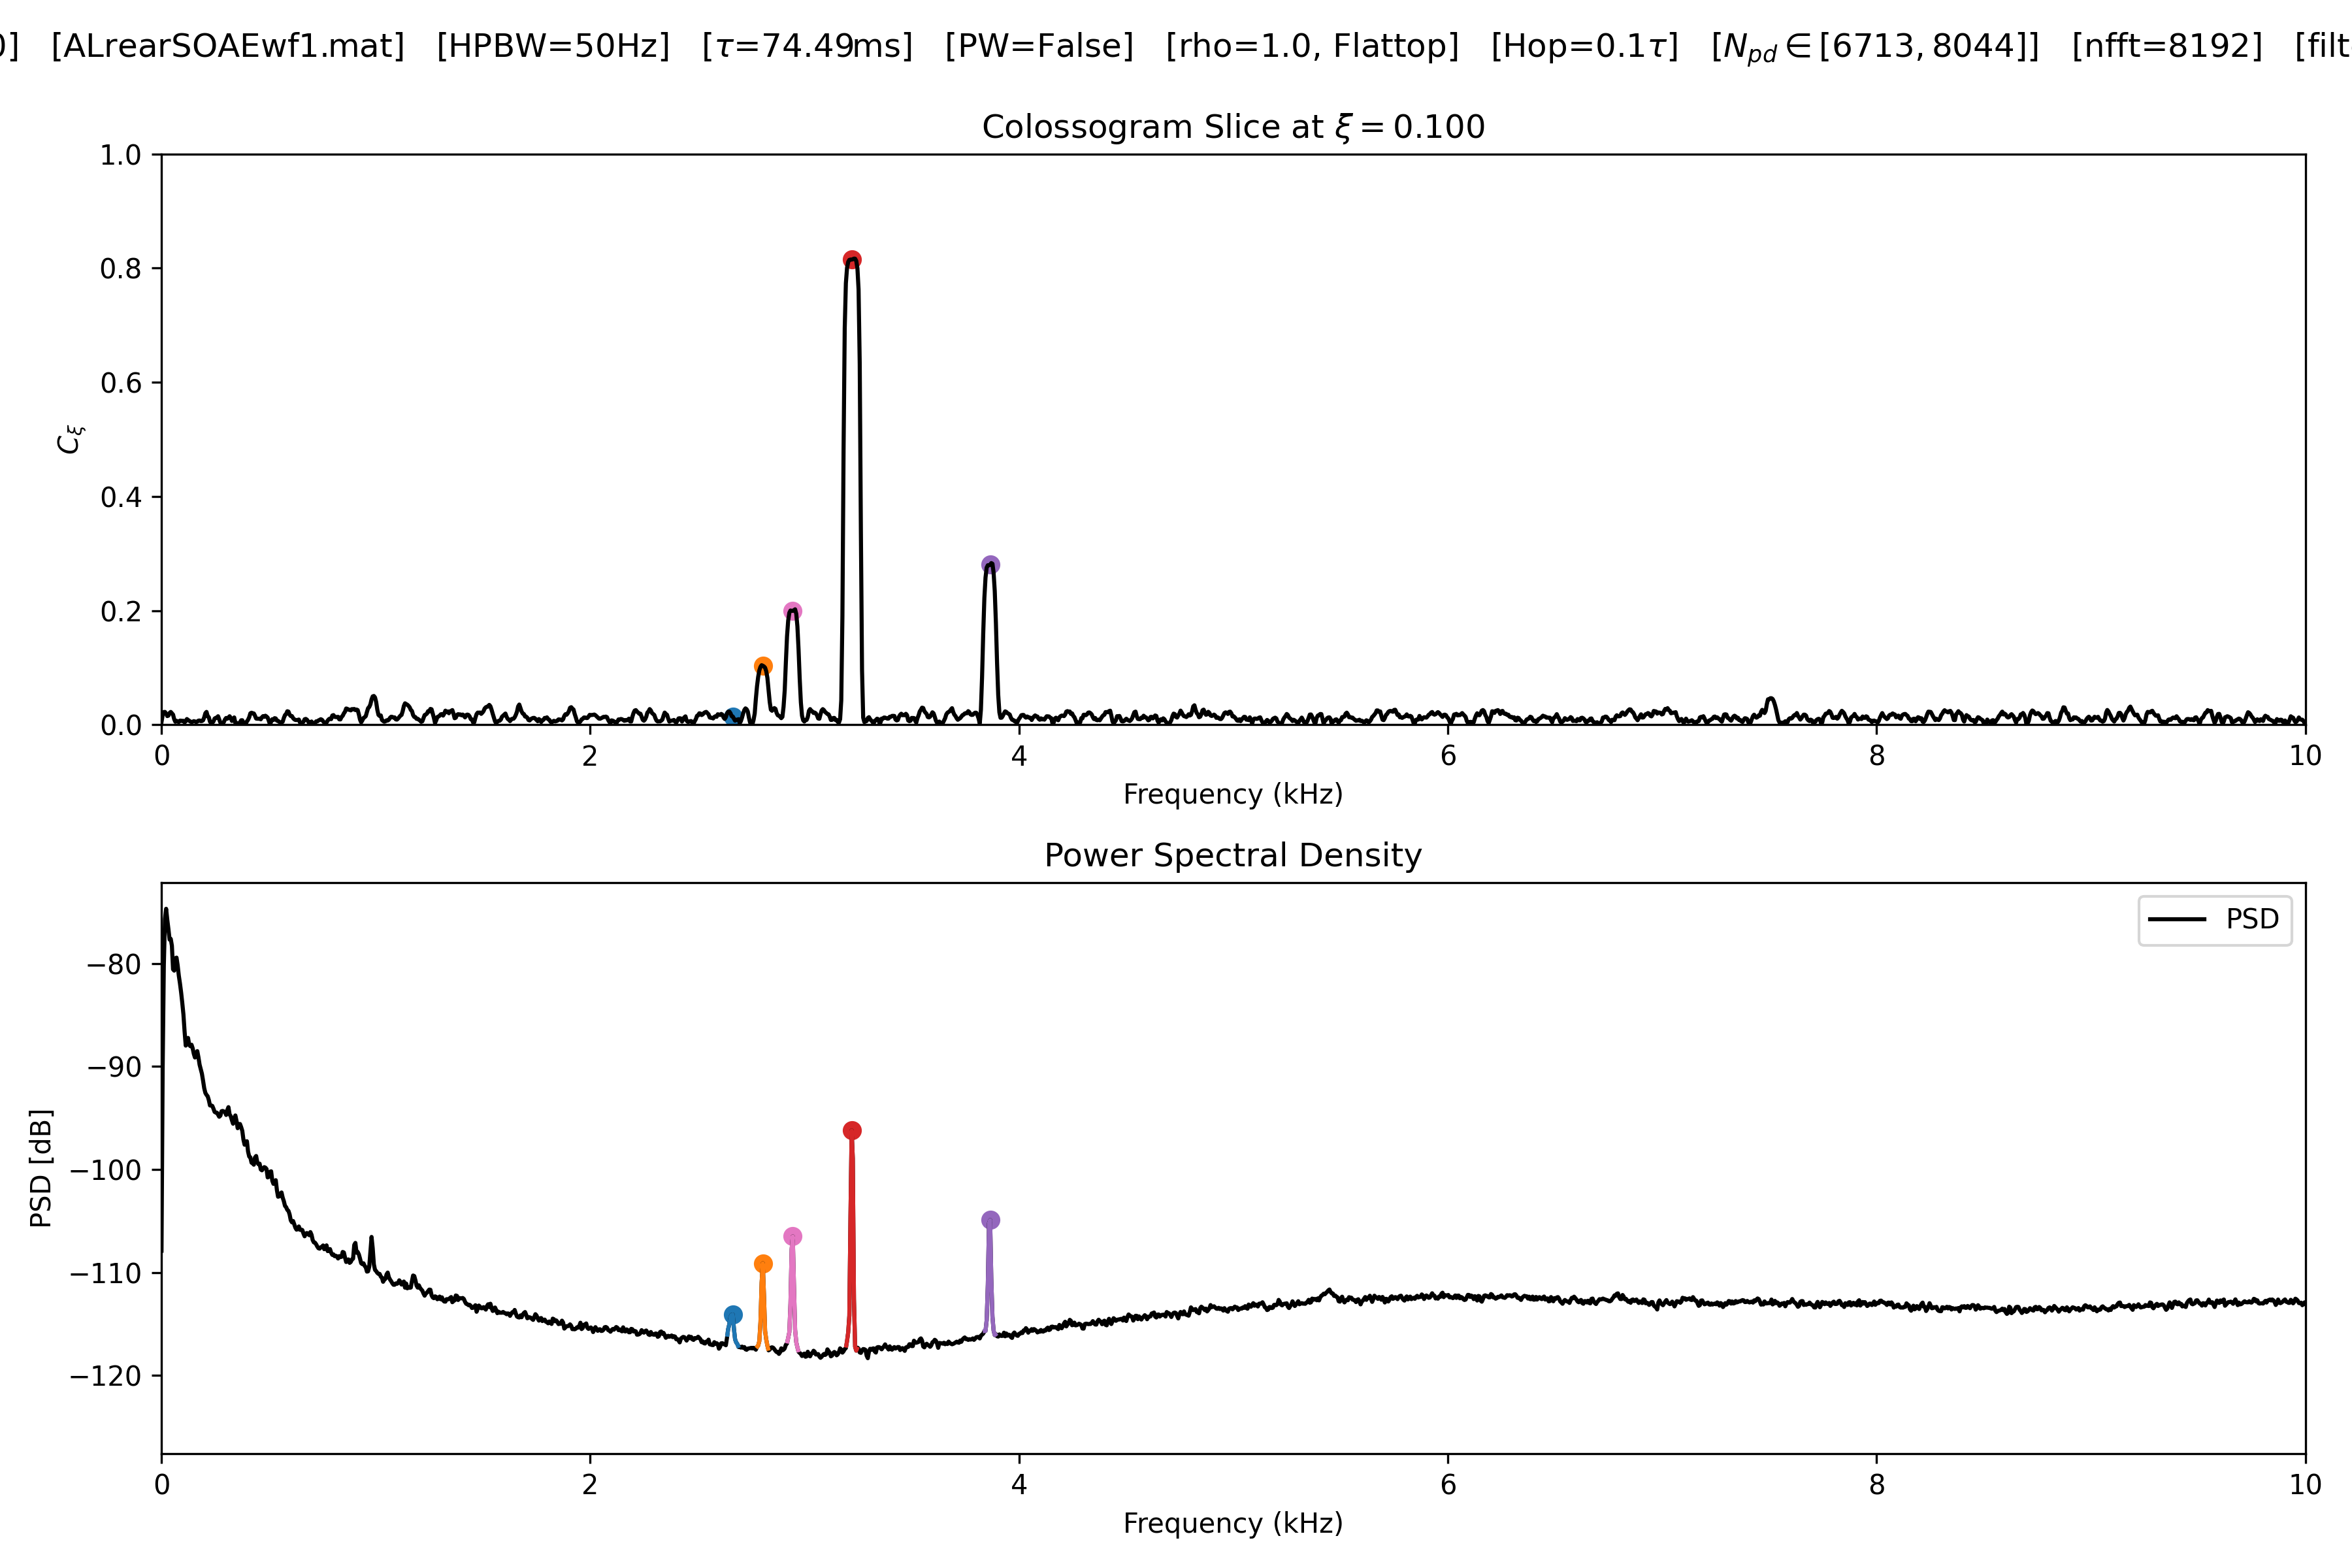 0] [ALrearSOAEwf1.mat] [HPBW=50Hz] [τ=74.49ms] [PW=False] [rho=1.0, Flattop] [Hop=0.1τ] [N_pd ∈ [6713, 8044]] [nfft=8192] [filt
Colossogram Slice at ξ = 0.100
1.0
0.8
0.6
0.4
0.2
0.0
C_ξ
0 2 4 6 8 10
Frequency (kHz)
Power Spectral Density
PSD
−80
−90
−100
−110
−120
PSD [dB]
0 2 4 6 8 10
Frequency (kHz)